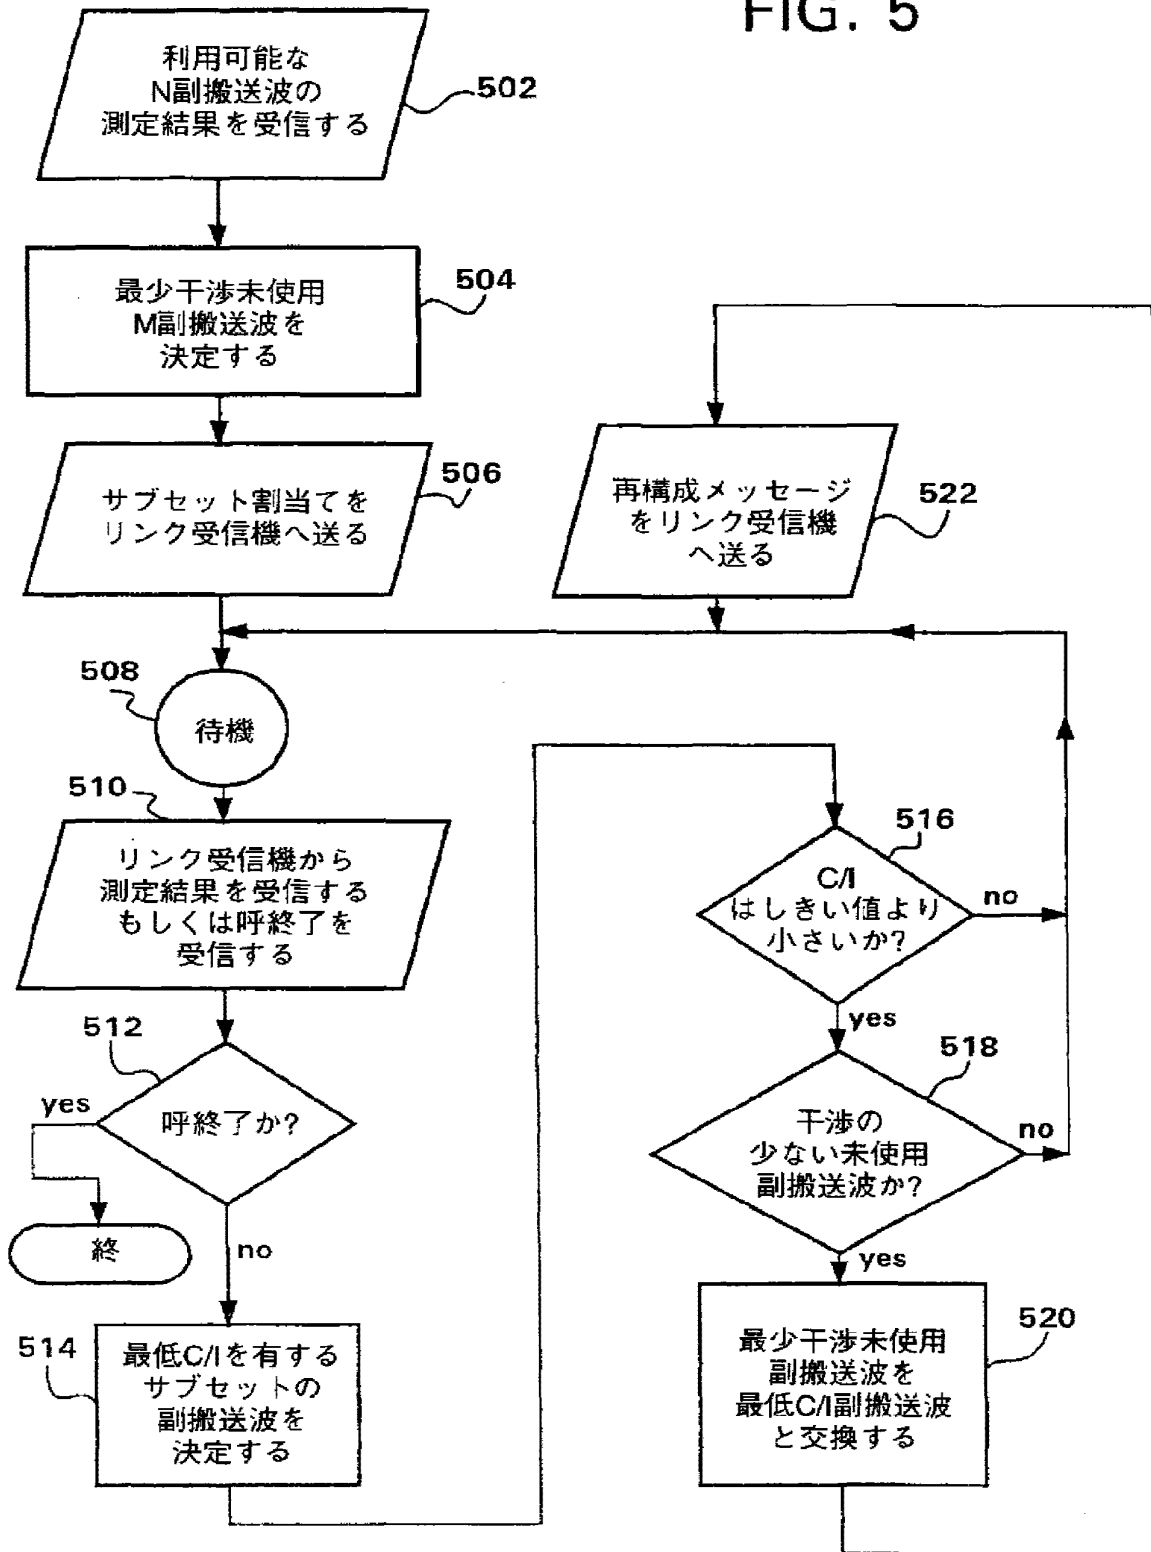 FIG. 5
利用可能な
N副搬送波の
測定結果を受信する
502
最少干渉未使用
M副搬送波を
決定する
504
サブセット割当てを
リンク受信機へ送る
506
再構成メッセージ
をリンク受信機
へ送る
522
508
待機
510
リンク受信機から
測定結果を受信する
もしくは呼終了を
受信する
512
yes
呼終了か?
no
終
514
最低C/Iを有する
サブセットの
副搬送波を
決定する
516
C/I
はしきい値より
小さいか?
no
yes
518
干渉の
少ない未使用
副搬送波か?
no
yes
520
最少干渉未使用
副搬送波を
最低C/I副搬送波
と交換する